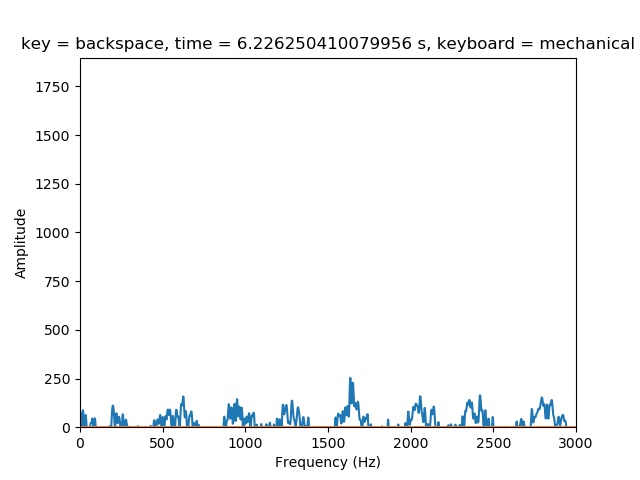 key = backspace, time = 6.226250410079956 s, keyboard = mechanical
1750
1500
1250
1000
750
500
250
0
Amplitude
0 500 1000 1500 2000 2500 3000
Frequency (Hz)